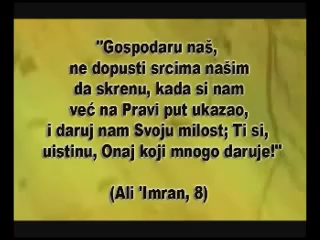 "Gospodaru naš,
ne dopusti srcima našim
da skrenu, kada si nam
već na Pravi put ukazao,
i daruj nam Svoju milost; Ti si,
uistinu, Onaj koji mnogo daruje!"
(Ali 'Imran, 8)